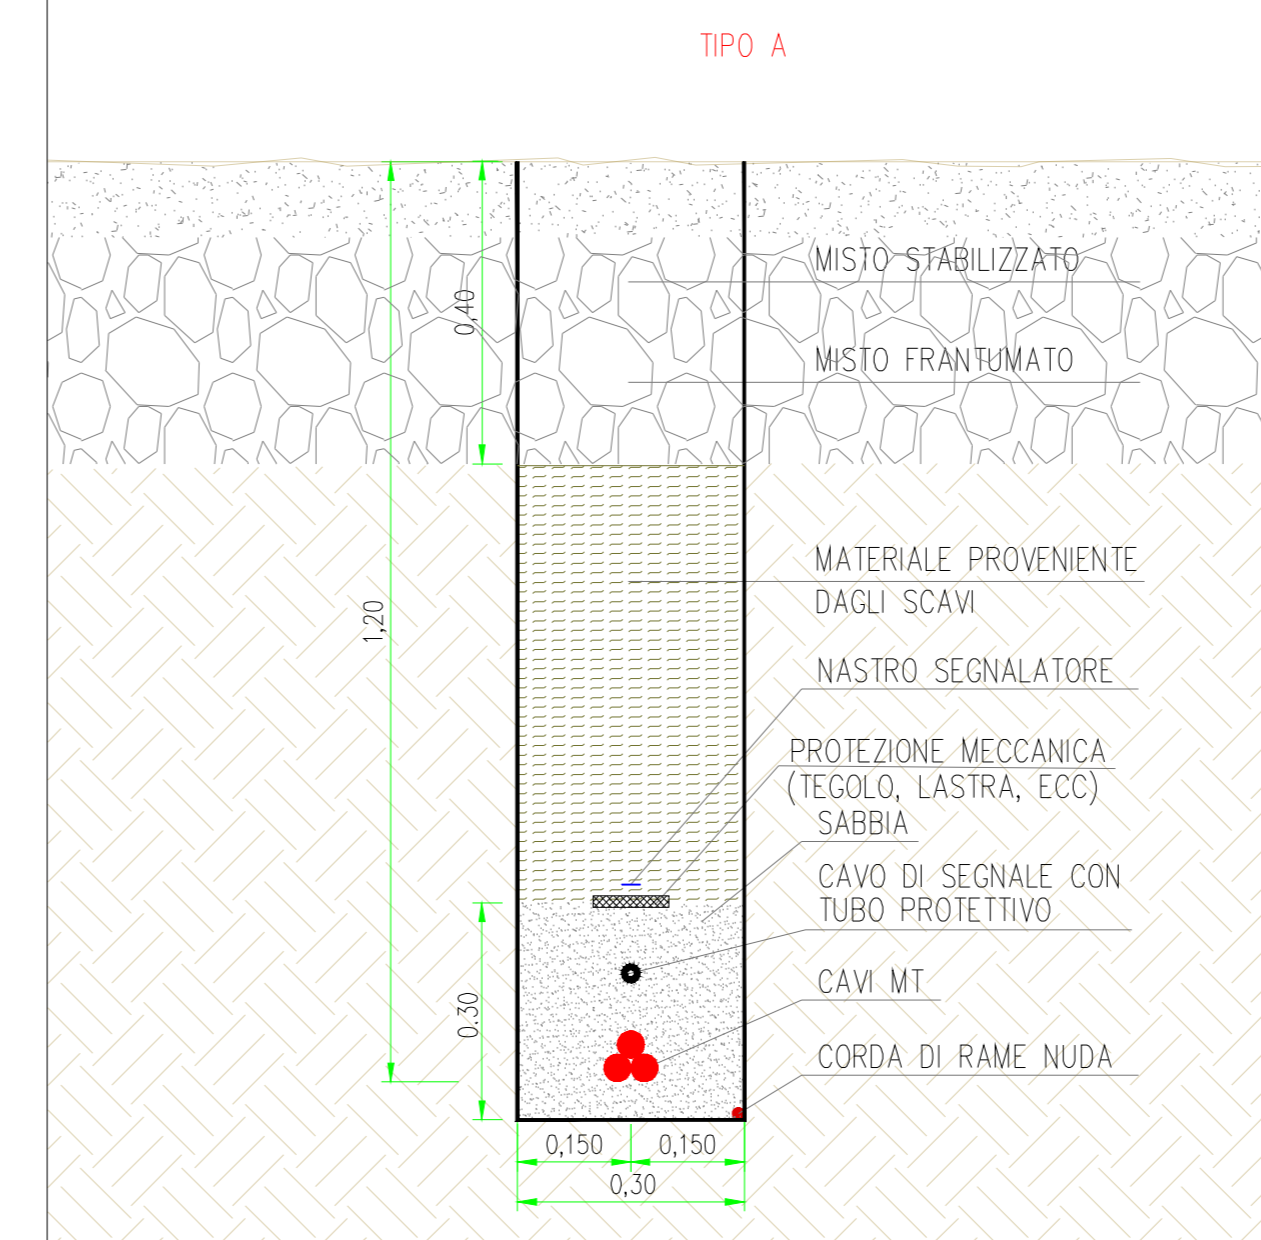 TIPO A
MISTO STABILIZZATO
0,40
MISTO FRANTUMATO
MATERIALE PROVENIENTE
DAGLI SCAVI
1,20
NASTRO SEGNALATORE
PROTEZIONE MECCANICA
(TEGOLO, LASTRA, ECC)
SABBIA
CAVO DI SEGNALE CON
TUBO PROTETTIVO
CAVI MT
0.30
CORDA DI RAME NUDA
0,150 0,150
0,30